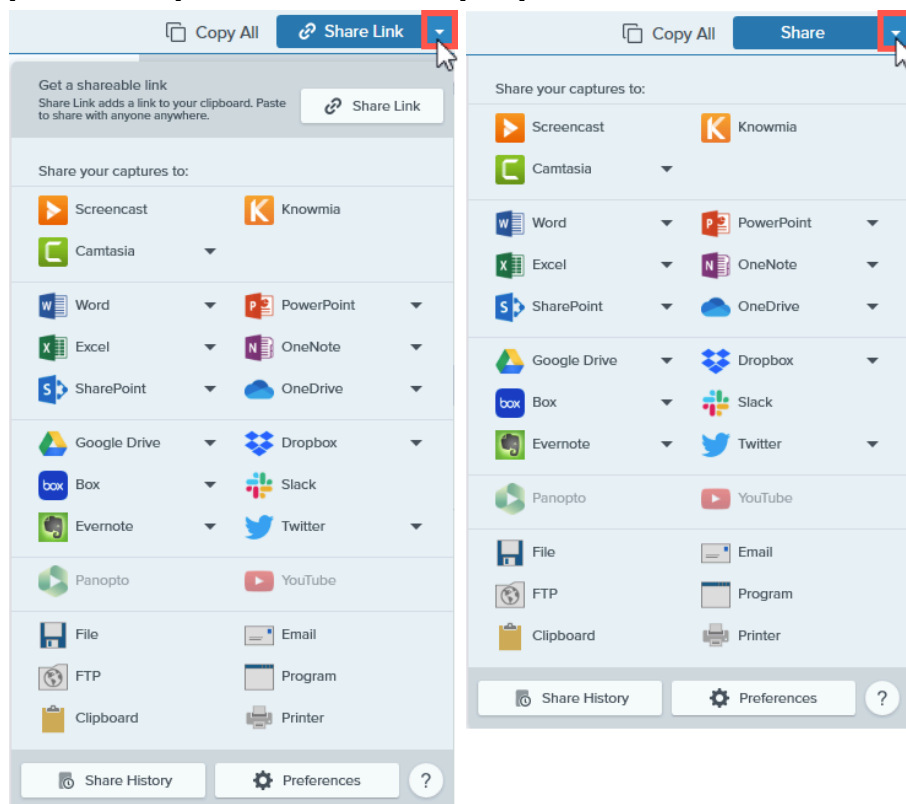 Copy All Share Link
Get a shareable link
Share Link adds a link to your clipboard. Paste
to share with anyone anywhere.
Share Link
Share your captures to:
Screencast Knowmia
Camtasia
Word PowerPoint
Excel OneNote
SharePoint OneDrive
Google Drive Dropbox
box Box Slack
Evernote Twitter
Panopto YouTube
File Email
FTP Program
Clipboard Printer
Share History Preferences ?
Copy All Share
Share your captures to:
Screencast Knowmia
Camtasia
Word PowerPoint
Excel OneNote
SharePoint OneDrive
Google Drive Dropbox
box Box Slack
Evernote Twitter
Panopto YouTube
File Email
FTP Program
Clipboard Printer
Share History Preferences ?